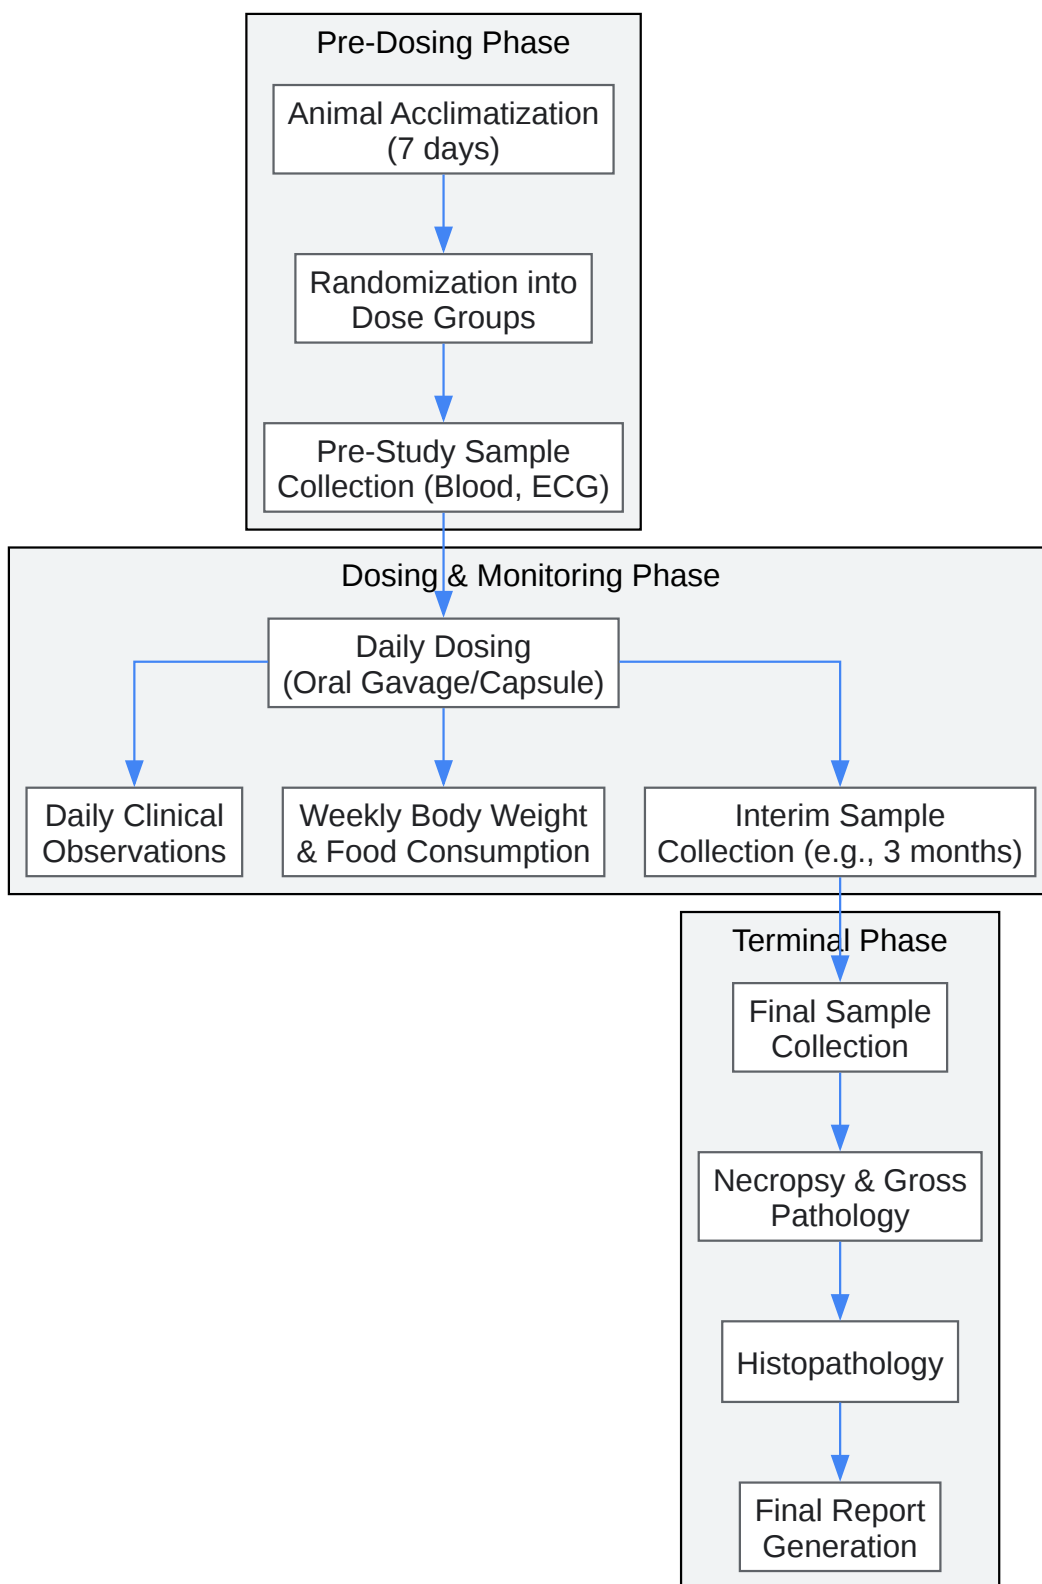 Pre-Dosing Phase
Animal Acclimatization
(7 days)
Randomization into
Dose Groups
Pre-Study Sample
Collection (Blood, ECG)
Dosing & Monitoring Phase
Daily Dosing
(Oral Gavage/Capsule)
Daily Clinical
Observations
Weekly Body Weight
& Food Consumption
Interim Sample
Collection (e.g., 3 months)
Terminal Phase
Final Sample
Collection
Necropsy & Gross
Pathology
Histopathology
Final Report
Generation